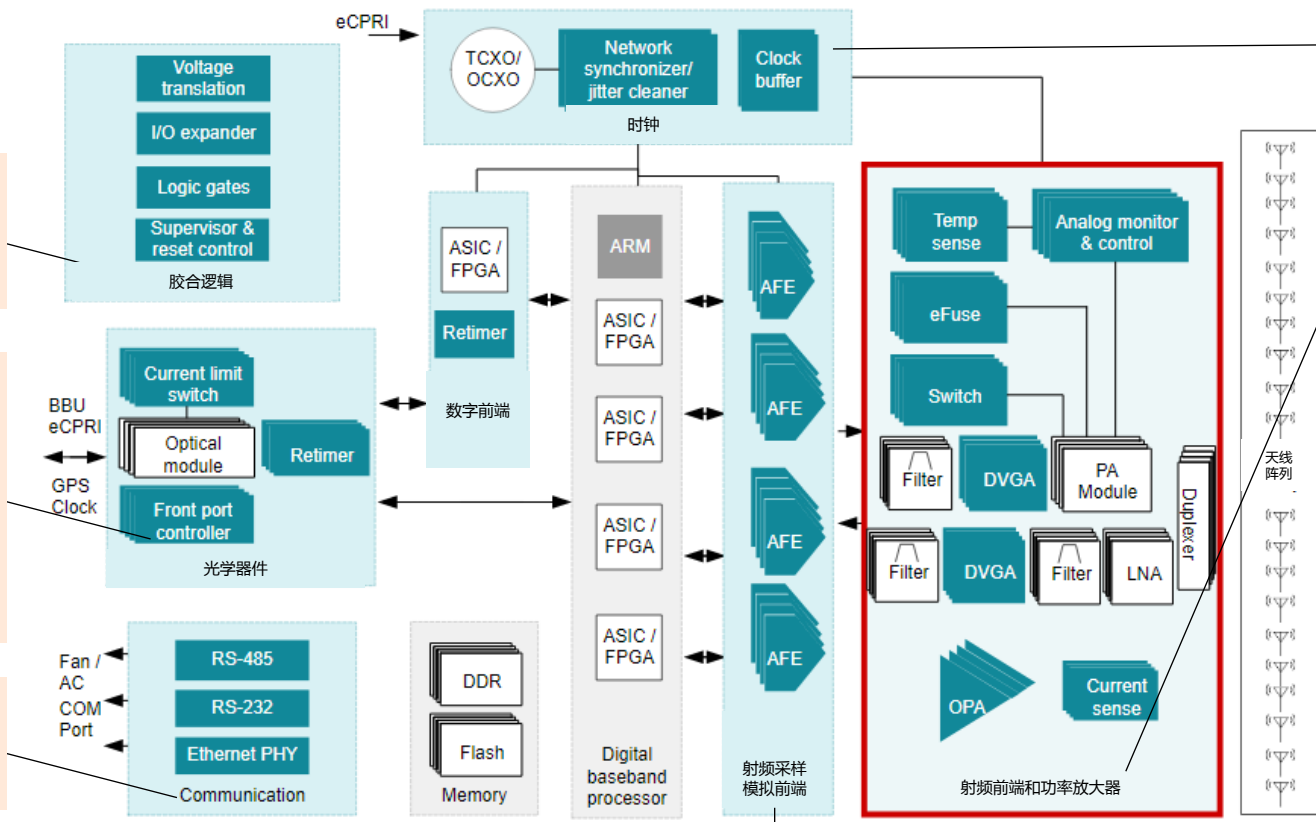 eCPRI
TCXO/
OCXO
Network
synchronizer/
jitter cleaner
Clock
buffer
时钟
Voltage
translation
I/O expander
Logic gates
Supervisor &
reset control
胶合逻辑
BBU
eCPRI
GPS
Clock
Current limit
switch
Optical
module
Retimer
Front port
controller
光学器件
ASIC /
FPGA
Retimer
数字前端
ARM
ASIC /
FPGA
ASIC /
FPGA
ASIC /
FPGA
ASIC /
FPGA
Digital
baseband
processor
AFE
AFE
AFE
AFE
射频采样
模拟前端
Temp
sense
Analog monitor
& control
eFuse
Switch
Filter
DVGA
PA
Module
Duplexer
Filter
DVGA
Filter
LNA
OPA
Current
sense
射频前端和功率放大器
天线
阵列
Fan /
AC
COM
Port
RS-485
RS-232
Ethernet PHY
Communication
DDR
Flash
Memory